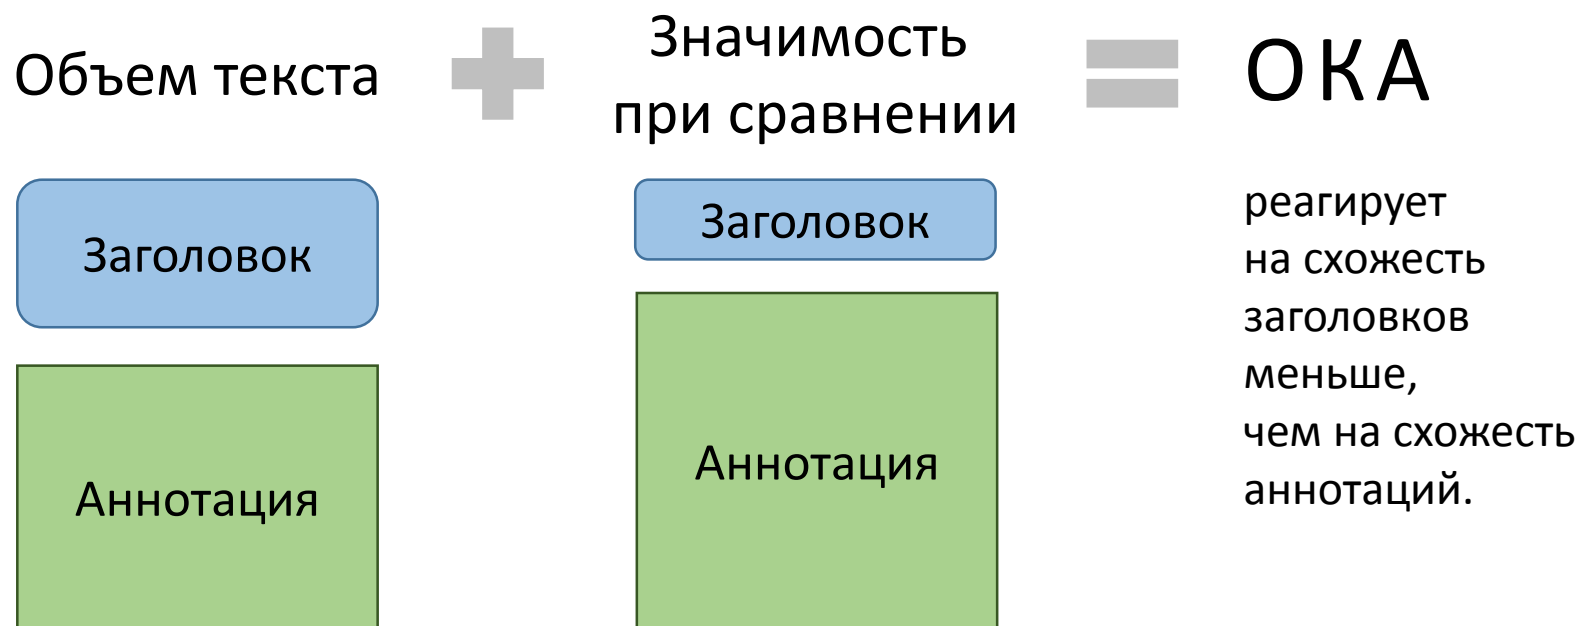 Объем текста
Значимость
при сравнении
ОКА
Заголовок
Аннотация
Заголовок
Аннотация
реагирует
на схожесть
заголовков
меньше,
чем на схожесть
аннотаций.